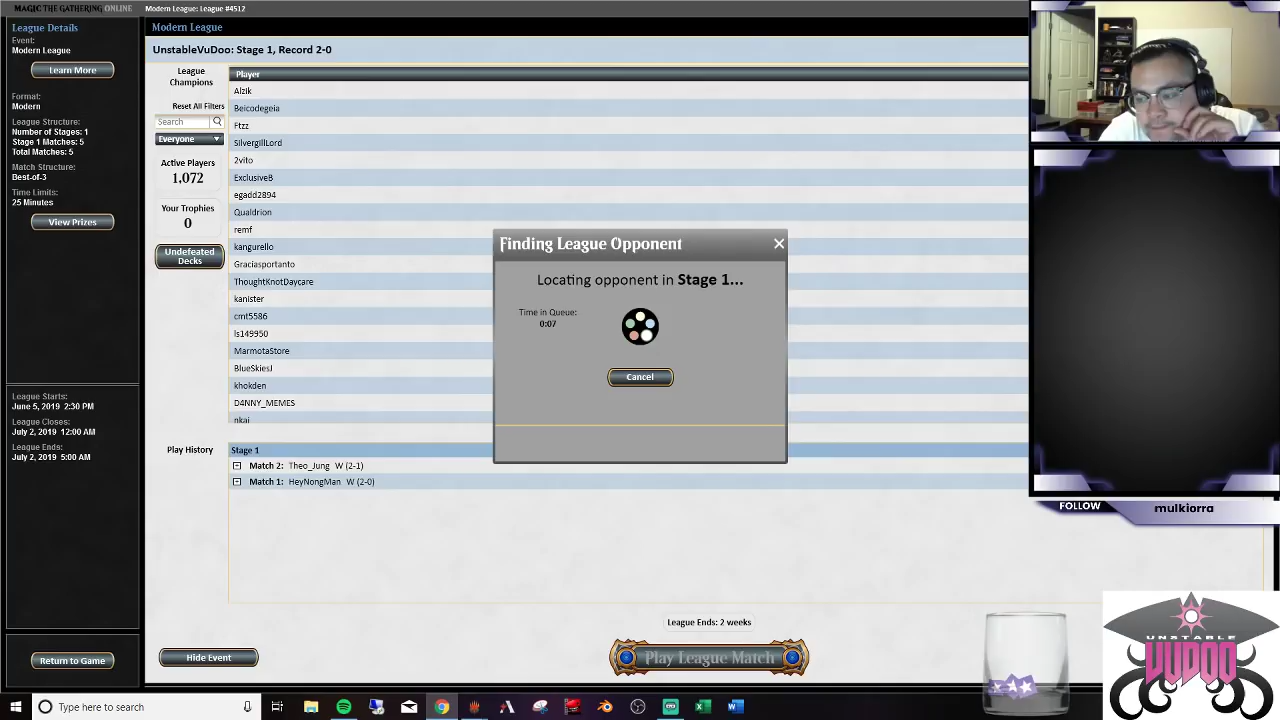 MAGIC THE GATHERING ONLINE
Modern League: League #4512
League Details
Event:
Modern League
Learn More
Format:
Modern
League Structure:
Number of Stages: 1
Stage 1 Matches: 5
Total Matches: 5
Match Structure:
Best-of-3
Time Limits:
25 Minutes
View Prizes
League Starts:
June 5, 2019 2:30 PM
League Closes:
July 2, 2019 12:00 AM
League Ends:
July 2, 2019 5:00 AM
Return to Game
Modern League
UnstableVuDoo: Stage 1, Record 2-0
League
Champions
Reset All Filters
Search
Everyone
Active Players
1,072
Your Trophies
0
Undefeated
Decks
Player
Alzik
Beicodegeia
Ftzz
SilvergillLord
2vito
ExclusiveB
egadd2894
Qualdrion
remf
kangurello
Graciasportanto
ThoughtKnotDaycare
kanister
cmt5586
ls149950
MarmotaStore
BlueSkiesJ
khokden
D4NNY_MEMES
nkai
Finding League Opponent
Locating opponent in Stage 1...
Time in Queue:
0:07
Cancel
Play History
Stage 1
Match 2: Theo_Jung W (2-1)
Match 1: HeyNongMan W (2-0)
League Ends: 2 weeks
Hide Event
Play League Match
FOLLOW
mulkiorra
UNSTABLE
VUDOO
Type here to search